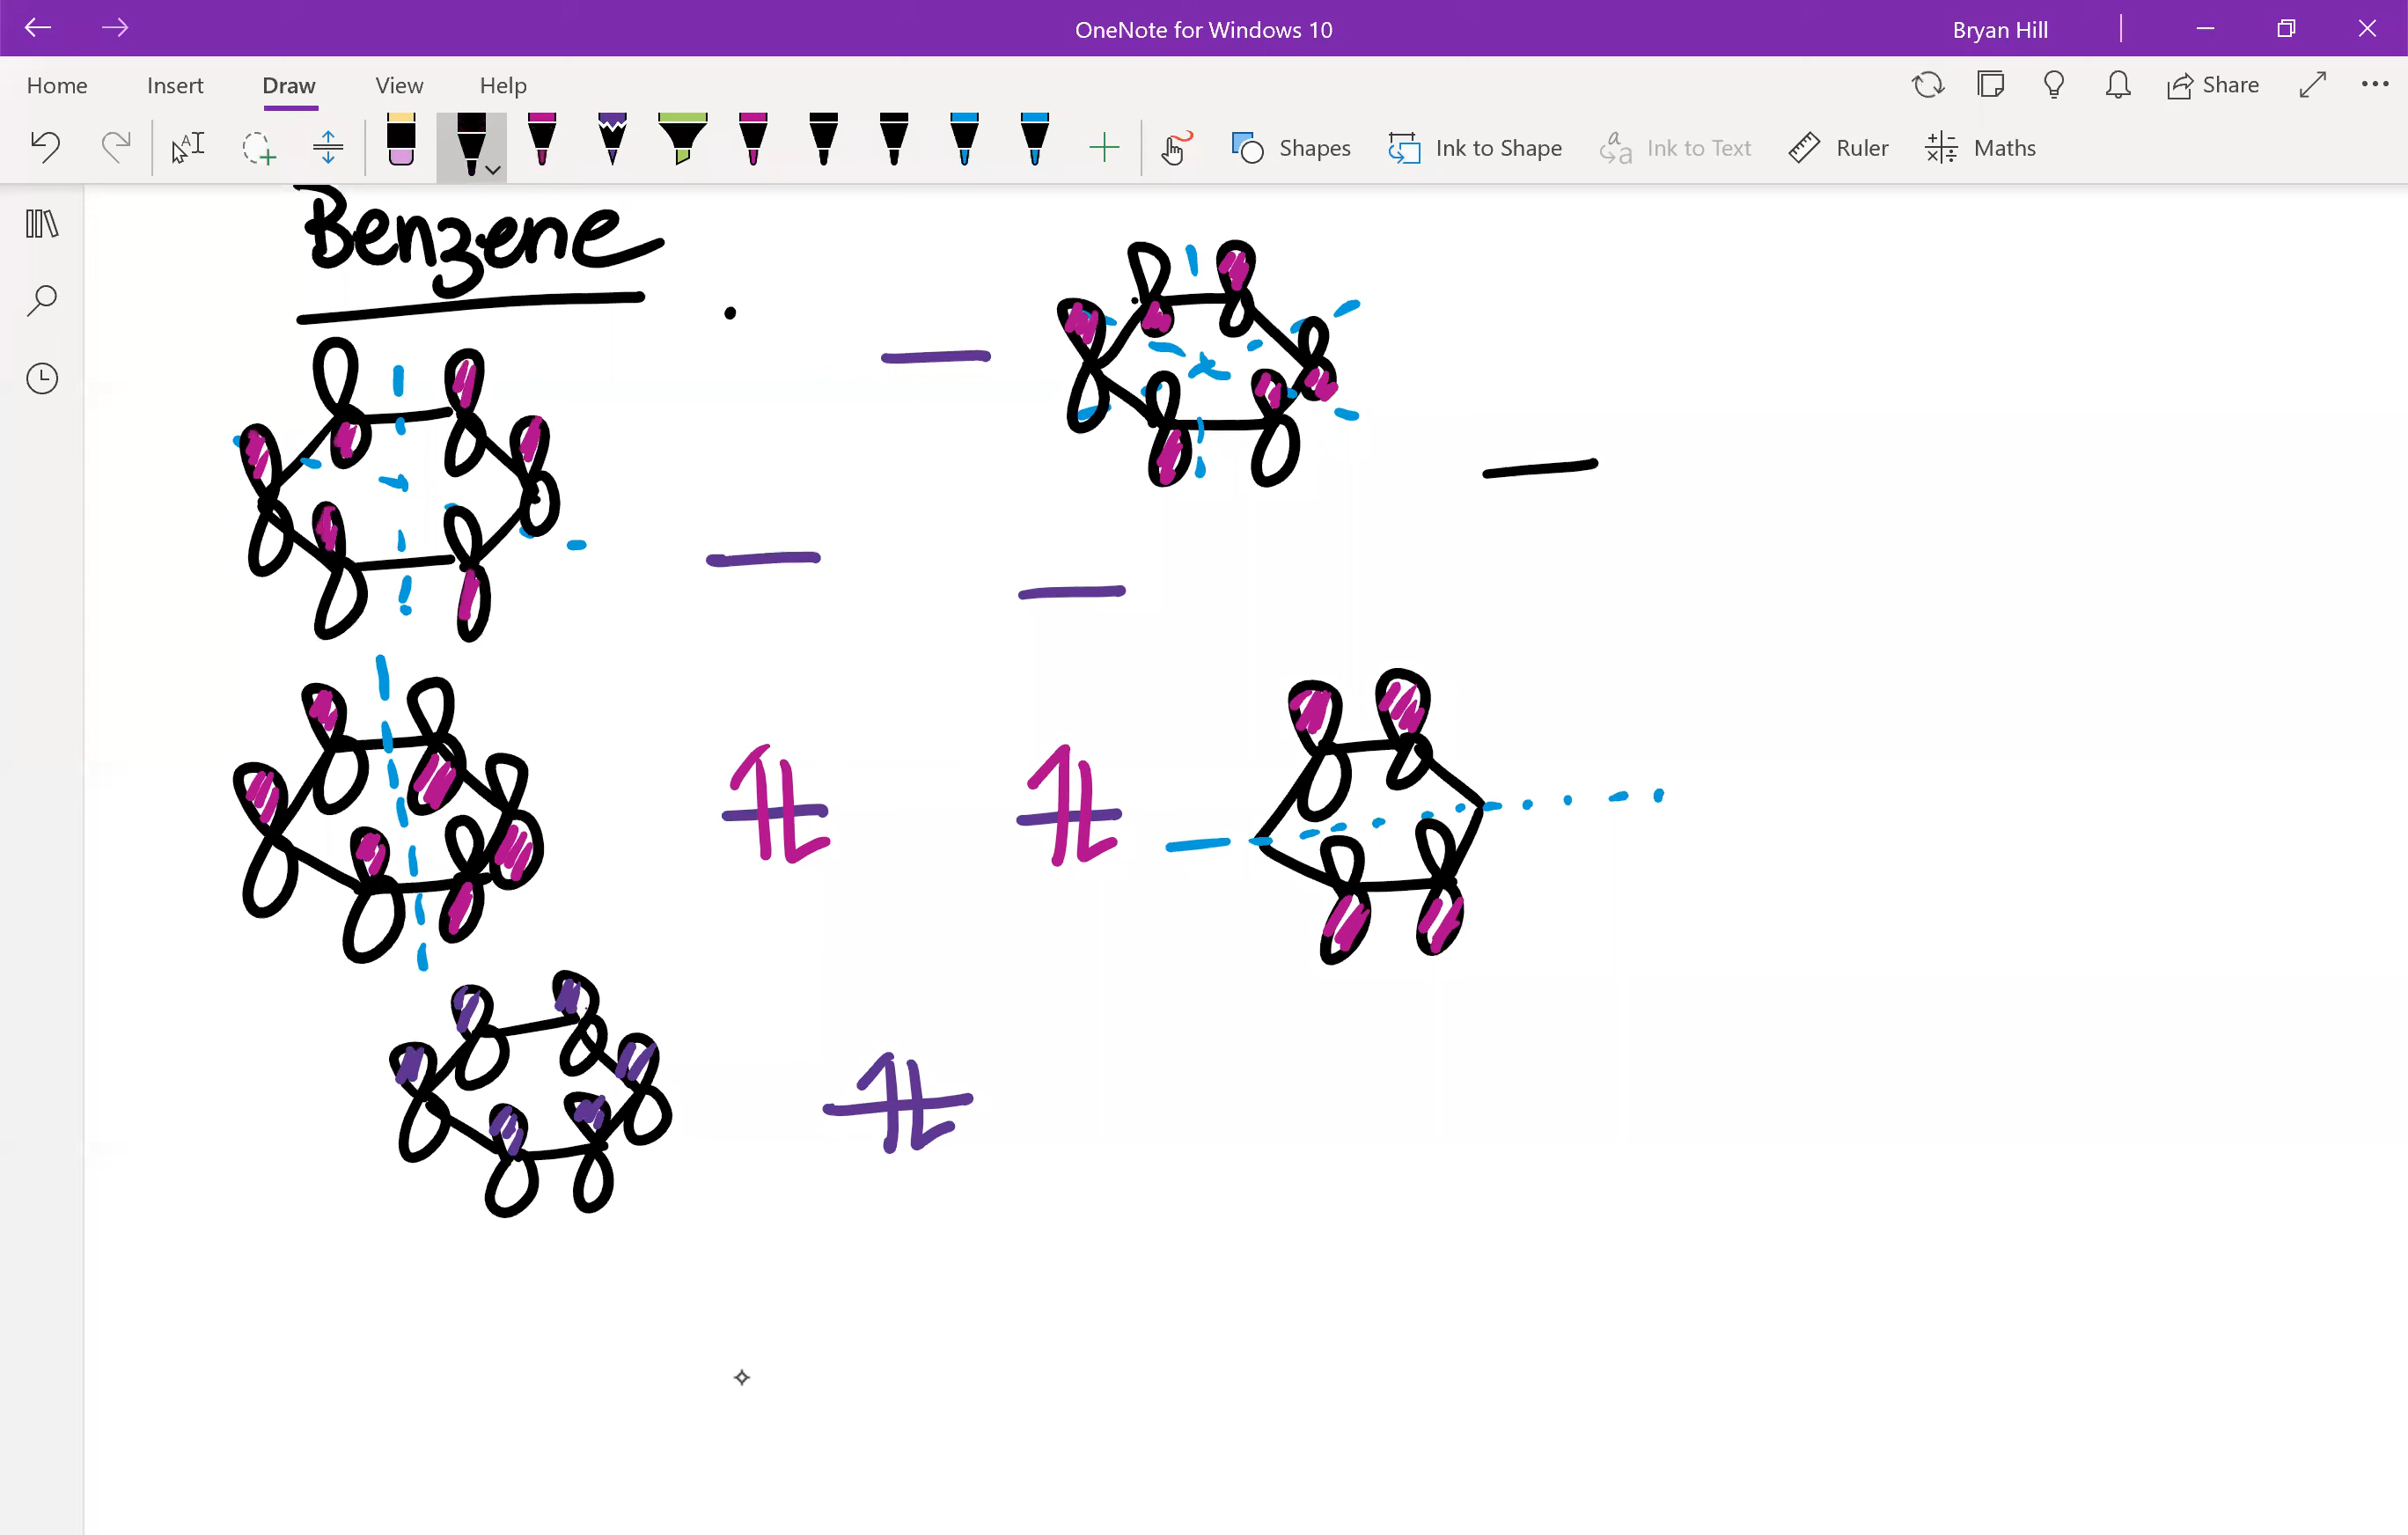 OneNote for Windows 10 Bryan Hill
Home Insert Draw View Help Share
Shapes Ink to Shape Ink to Text Ruler Maths
Benzene